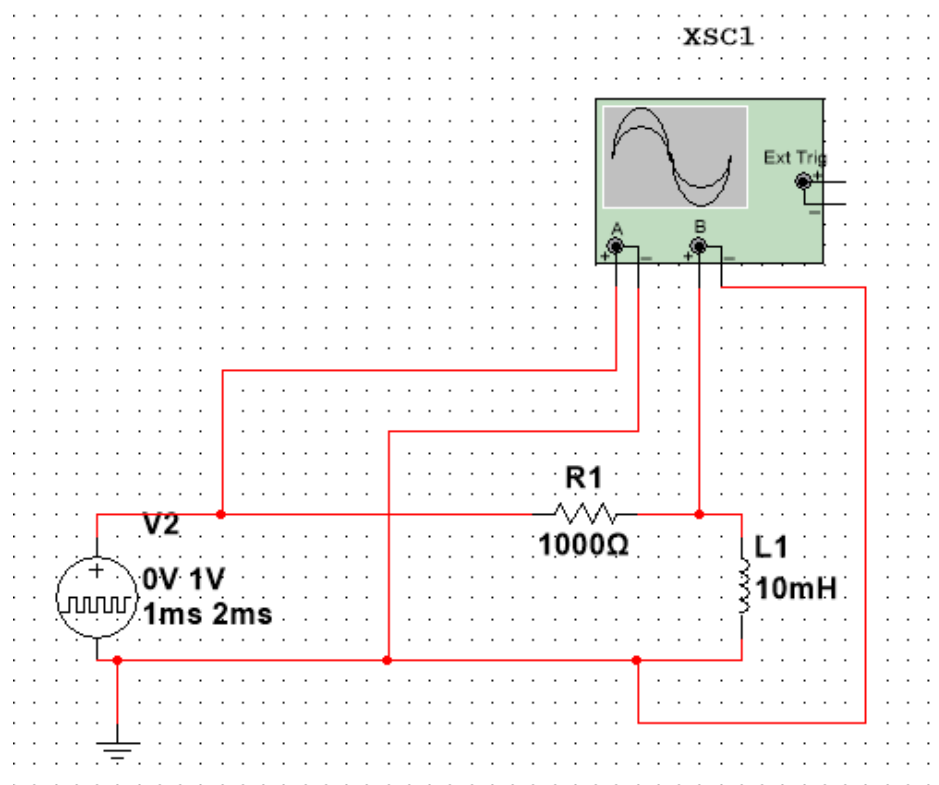 XSC1
Ext Trig
+
−
A
B
+
−
+
−
R1
1000Ω
V2
+
0V 1V
1ms 2ms
L1
10mH